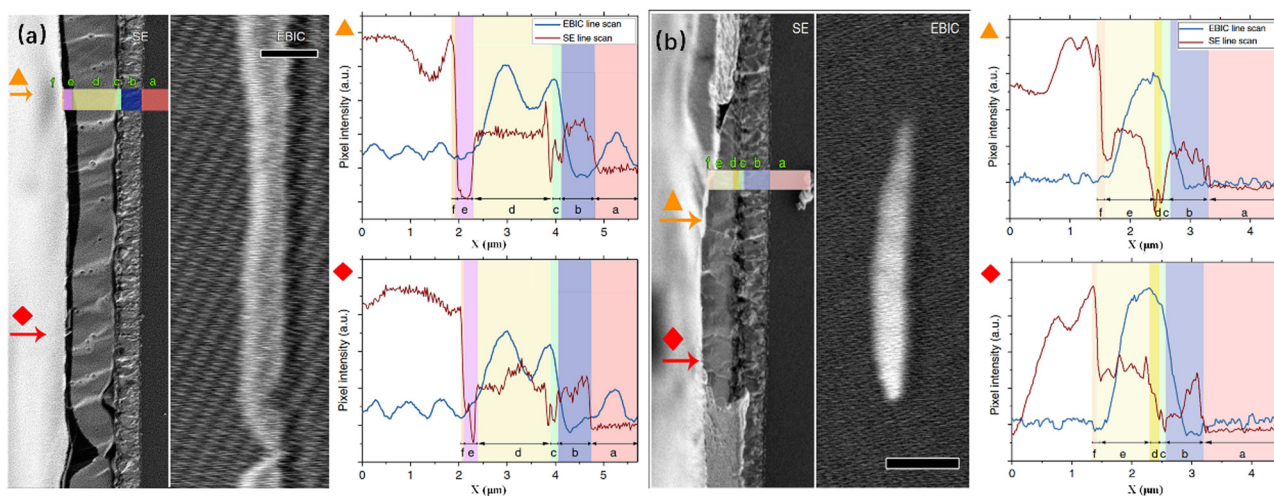 (a)
SE
EBIC
f e d c b a
Pixel intensity (a.u.)
EBIC line scan
SE line scan
f e d c b a
0 1 2 3 4 5
X (μm)
Pixel intensity (a.u.)
f e d c b a
0 1 2 3 4 5
X (μm)
(b)
SE
EBIC
f e d c b a
Pixel intensity (a.u.)
EBIC line scan
SE line scan
f e d c b a
0 1 2 3 4
X (μm)
Pixel intensity (a.u.)
f e d c b a
0 1 2 3 4
X (μm)